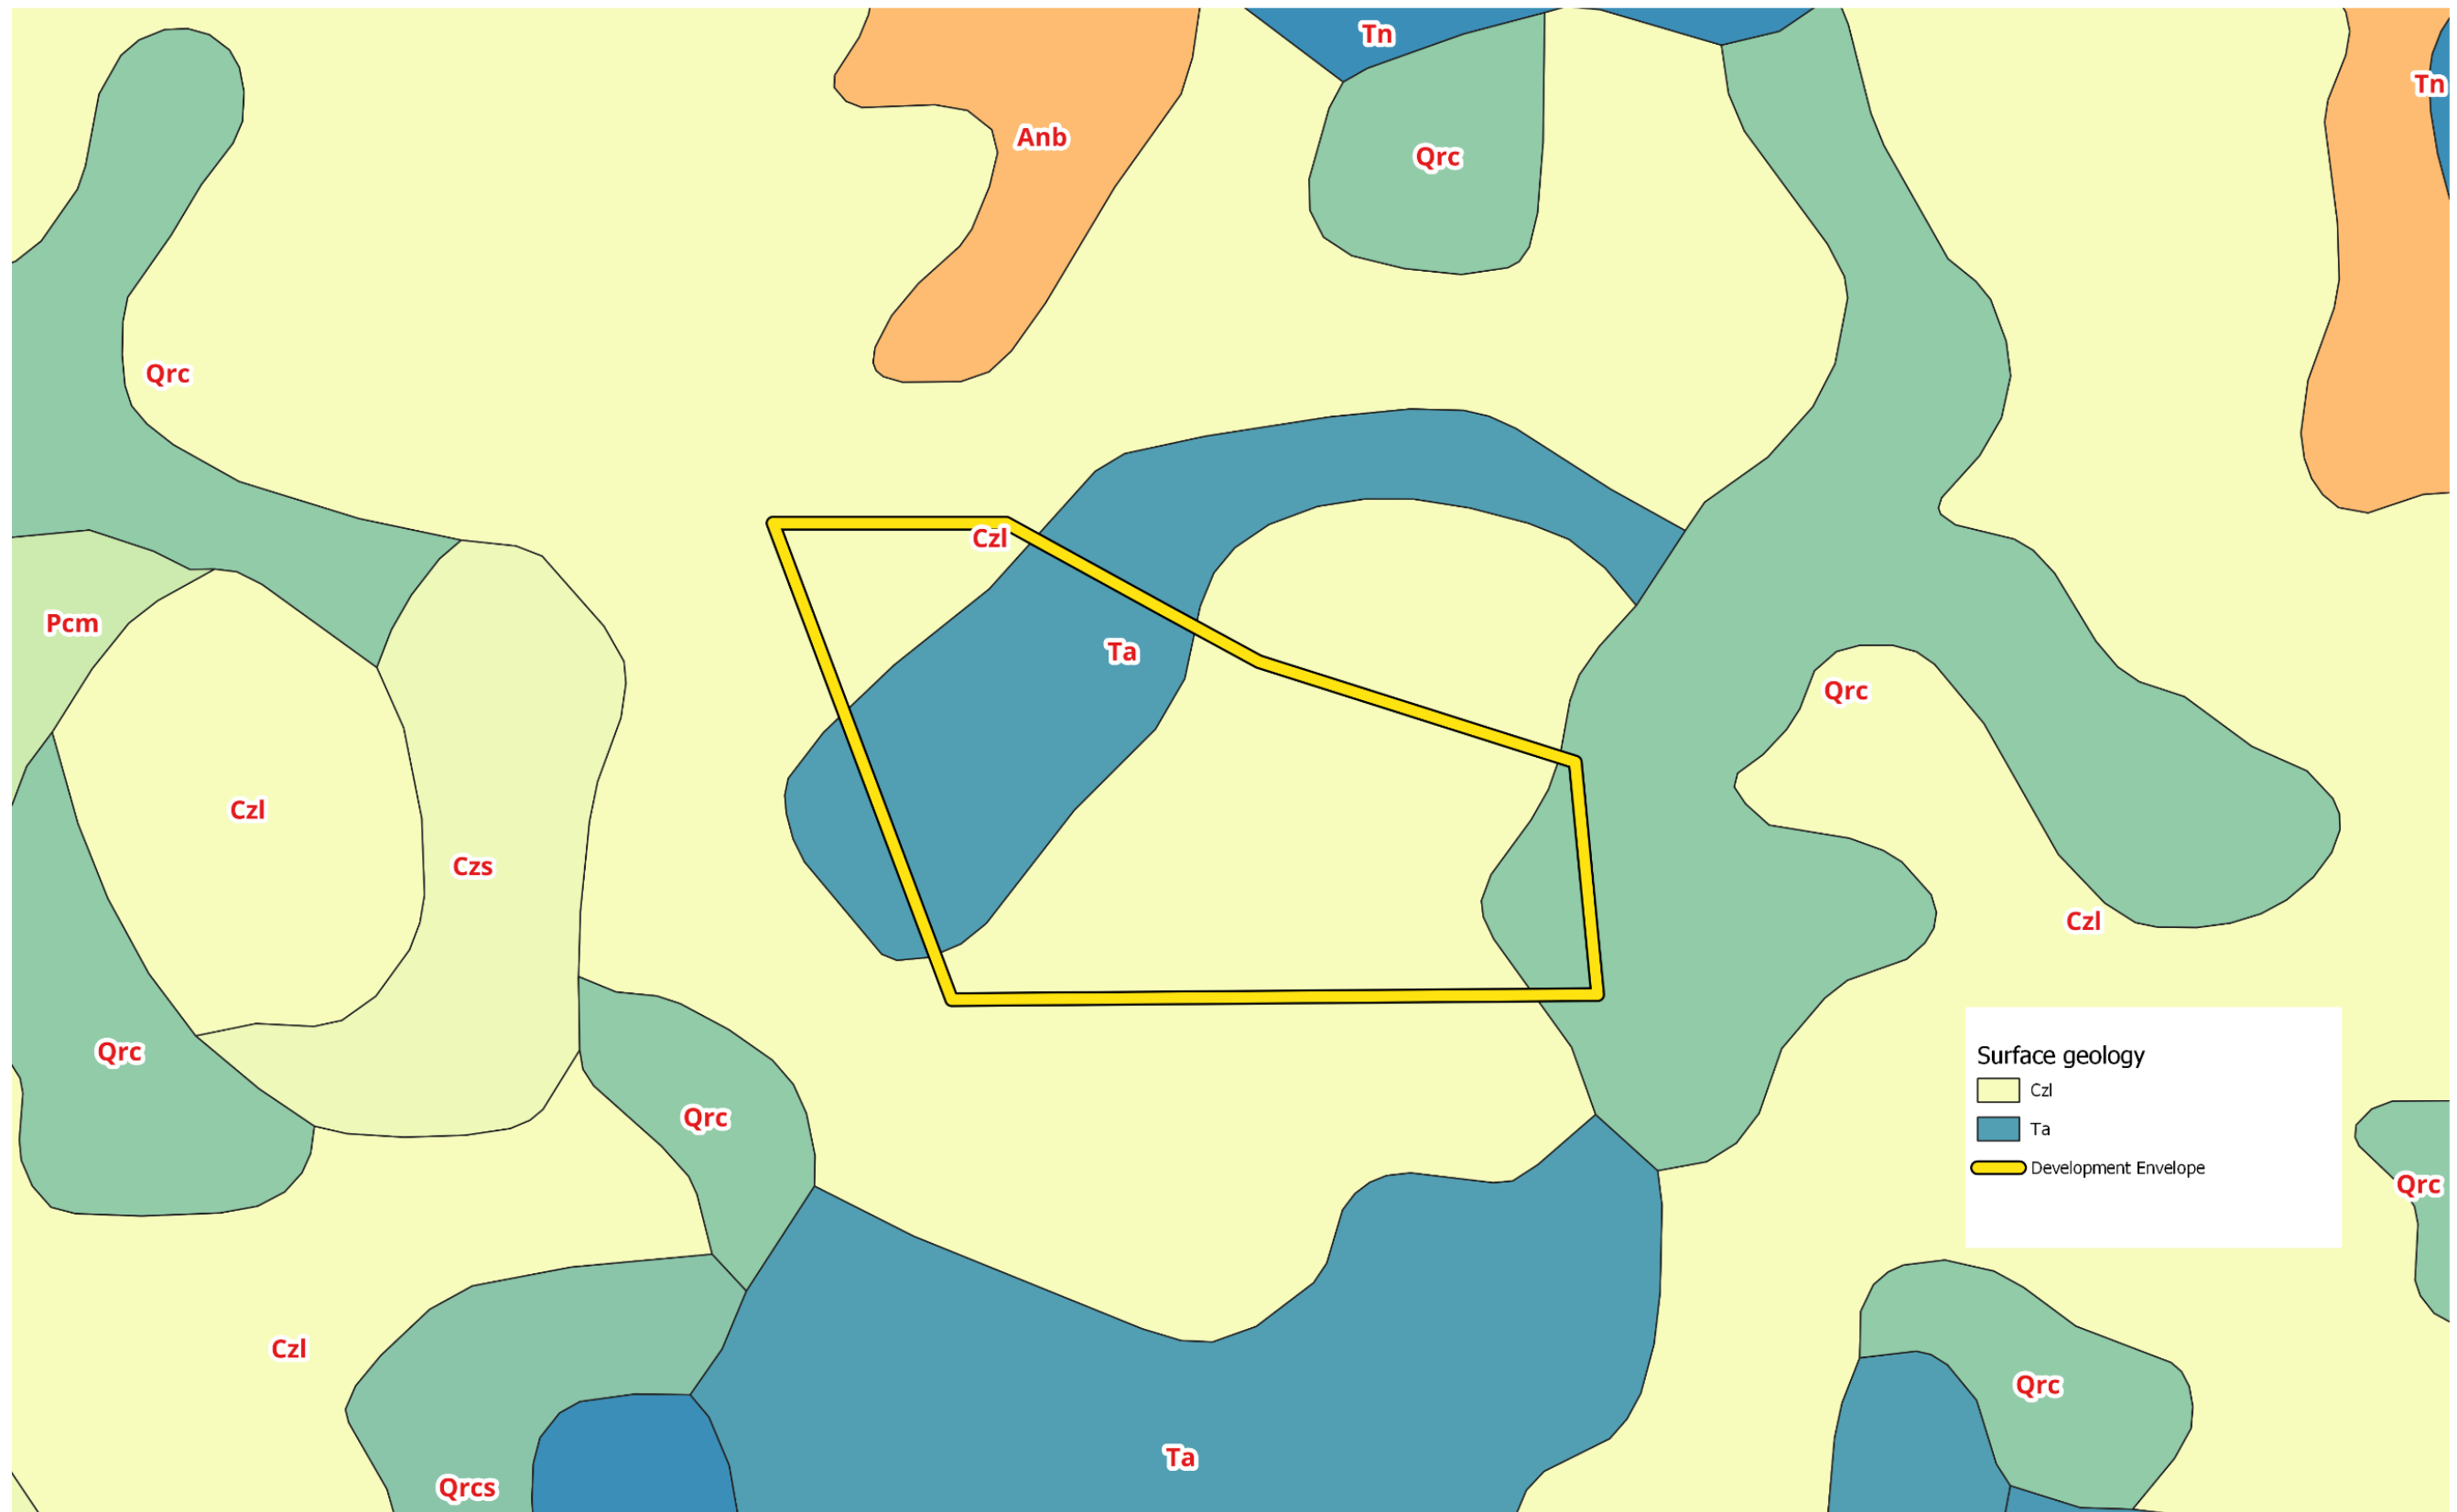 Tn
Tn
Anb
Qrc
Qrc
Czl
Pcm
Ta
Qrc
Czl
Czs
Czl
Qrc
Surface geology
Czl
Qrc
Ta
Development Envelope
Qrc
Czl
Qrc
Ta
Qrcs